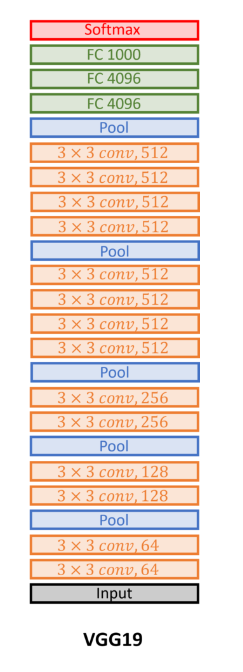 Softmax
FC 1000
FC 4096
FC 4096
Pool
3 × 3 conv, 512
3 × 3 conv, 512
3 × 3 conv, 512
3 × 3 conv, 512
Pool
3 × 3 conv, 512
3 × 3 conv, 512
3 × 3 conv, 512
3 × 3 conv, 512
Pool
3 × 3 conv, 256
3 × 3 conv, 256
Pool
3 × 3 conv, 128
3 × 3 conv, 128
Pool
3 × 3 conv, 64
3 × 3 conv, 64
Input
VGG19